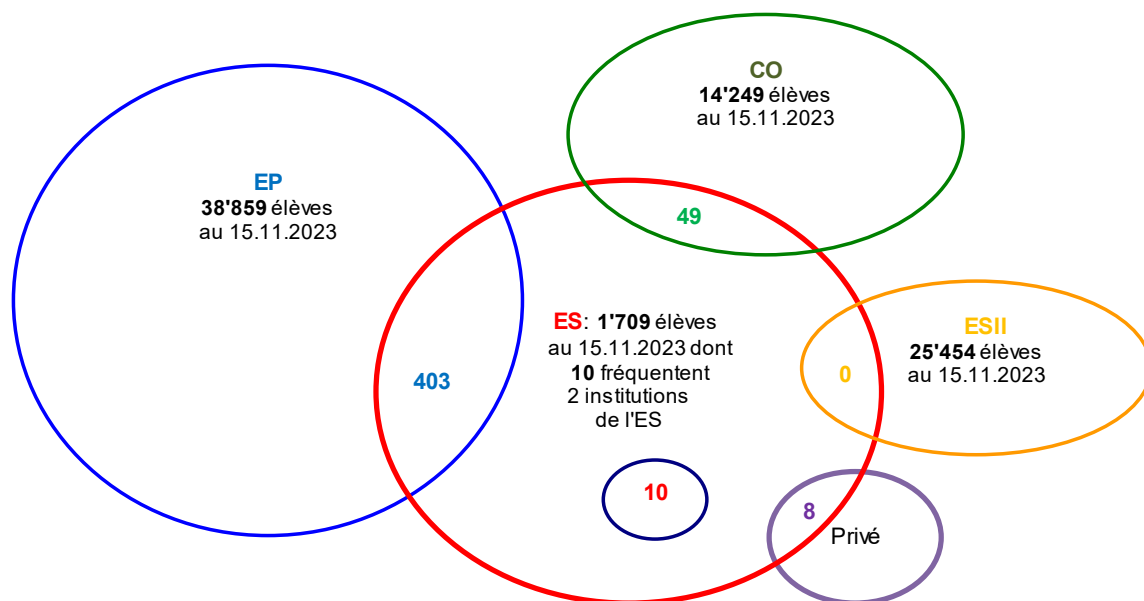 CO
14'249 élèves
au 15.11.2023
EP
38'859 élèves
au 15.11.2023
49
ES: 1'709 élèves
au 15.11.2023 dont
10 fréquentent
2 institutions
de l'ES
403
0
ESII
25'454 élèves
au 15.11.2023
10
8
Privé